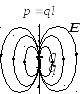 p = ql
E